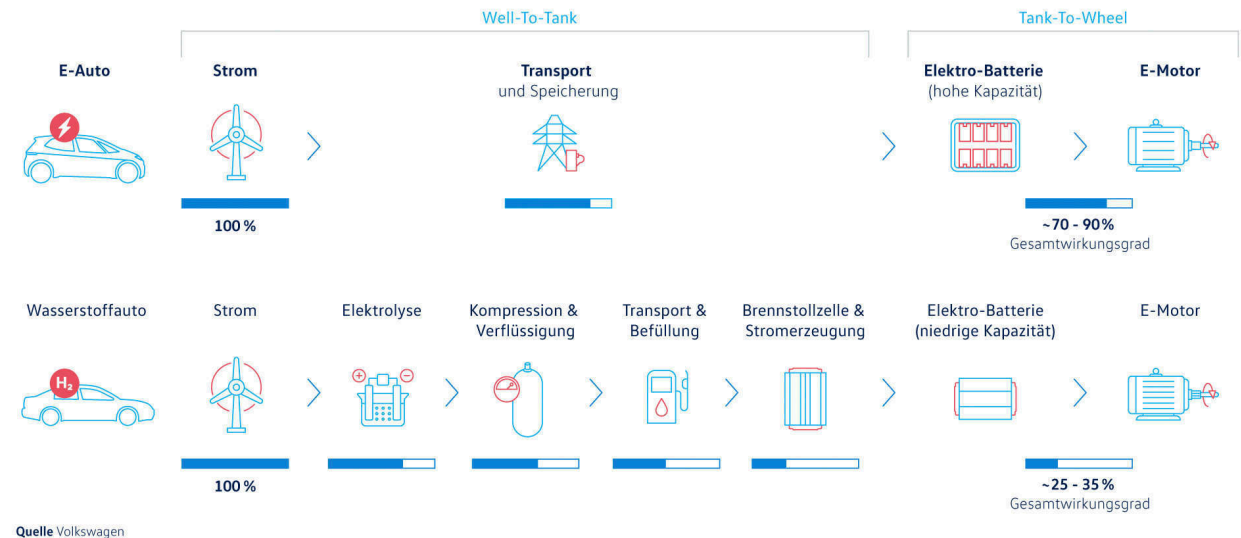 Well-To-Tank
Tank-To-Wheel
E-Auto
Strom
Transport
und Speicherung
Elektro-Batterie
(hohe Kapazität)
E-Motor
100 %
~70 - 90 %
Gesamtwirkungsgrad
Wasserstoffauto
Strom
Elektrolyse
Kompression &
Verflüssigung
Transport &
Befüllung
Brennstollzelle &
Stromerzeugung
Elektro-Batterie
(niedrige Kapazität)
E-Motor
H₂
100 %
~25 - 35 %
Gesamtwirkungsgrad
Quelle Volkswagen